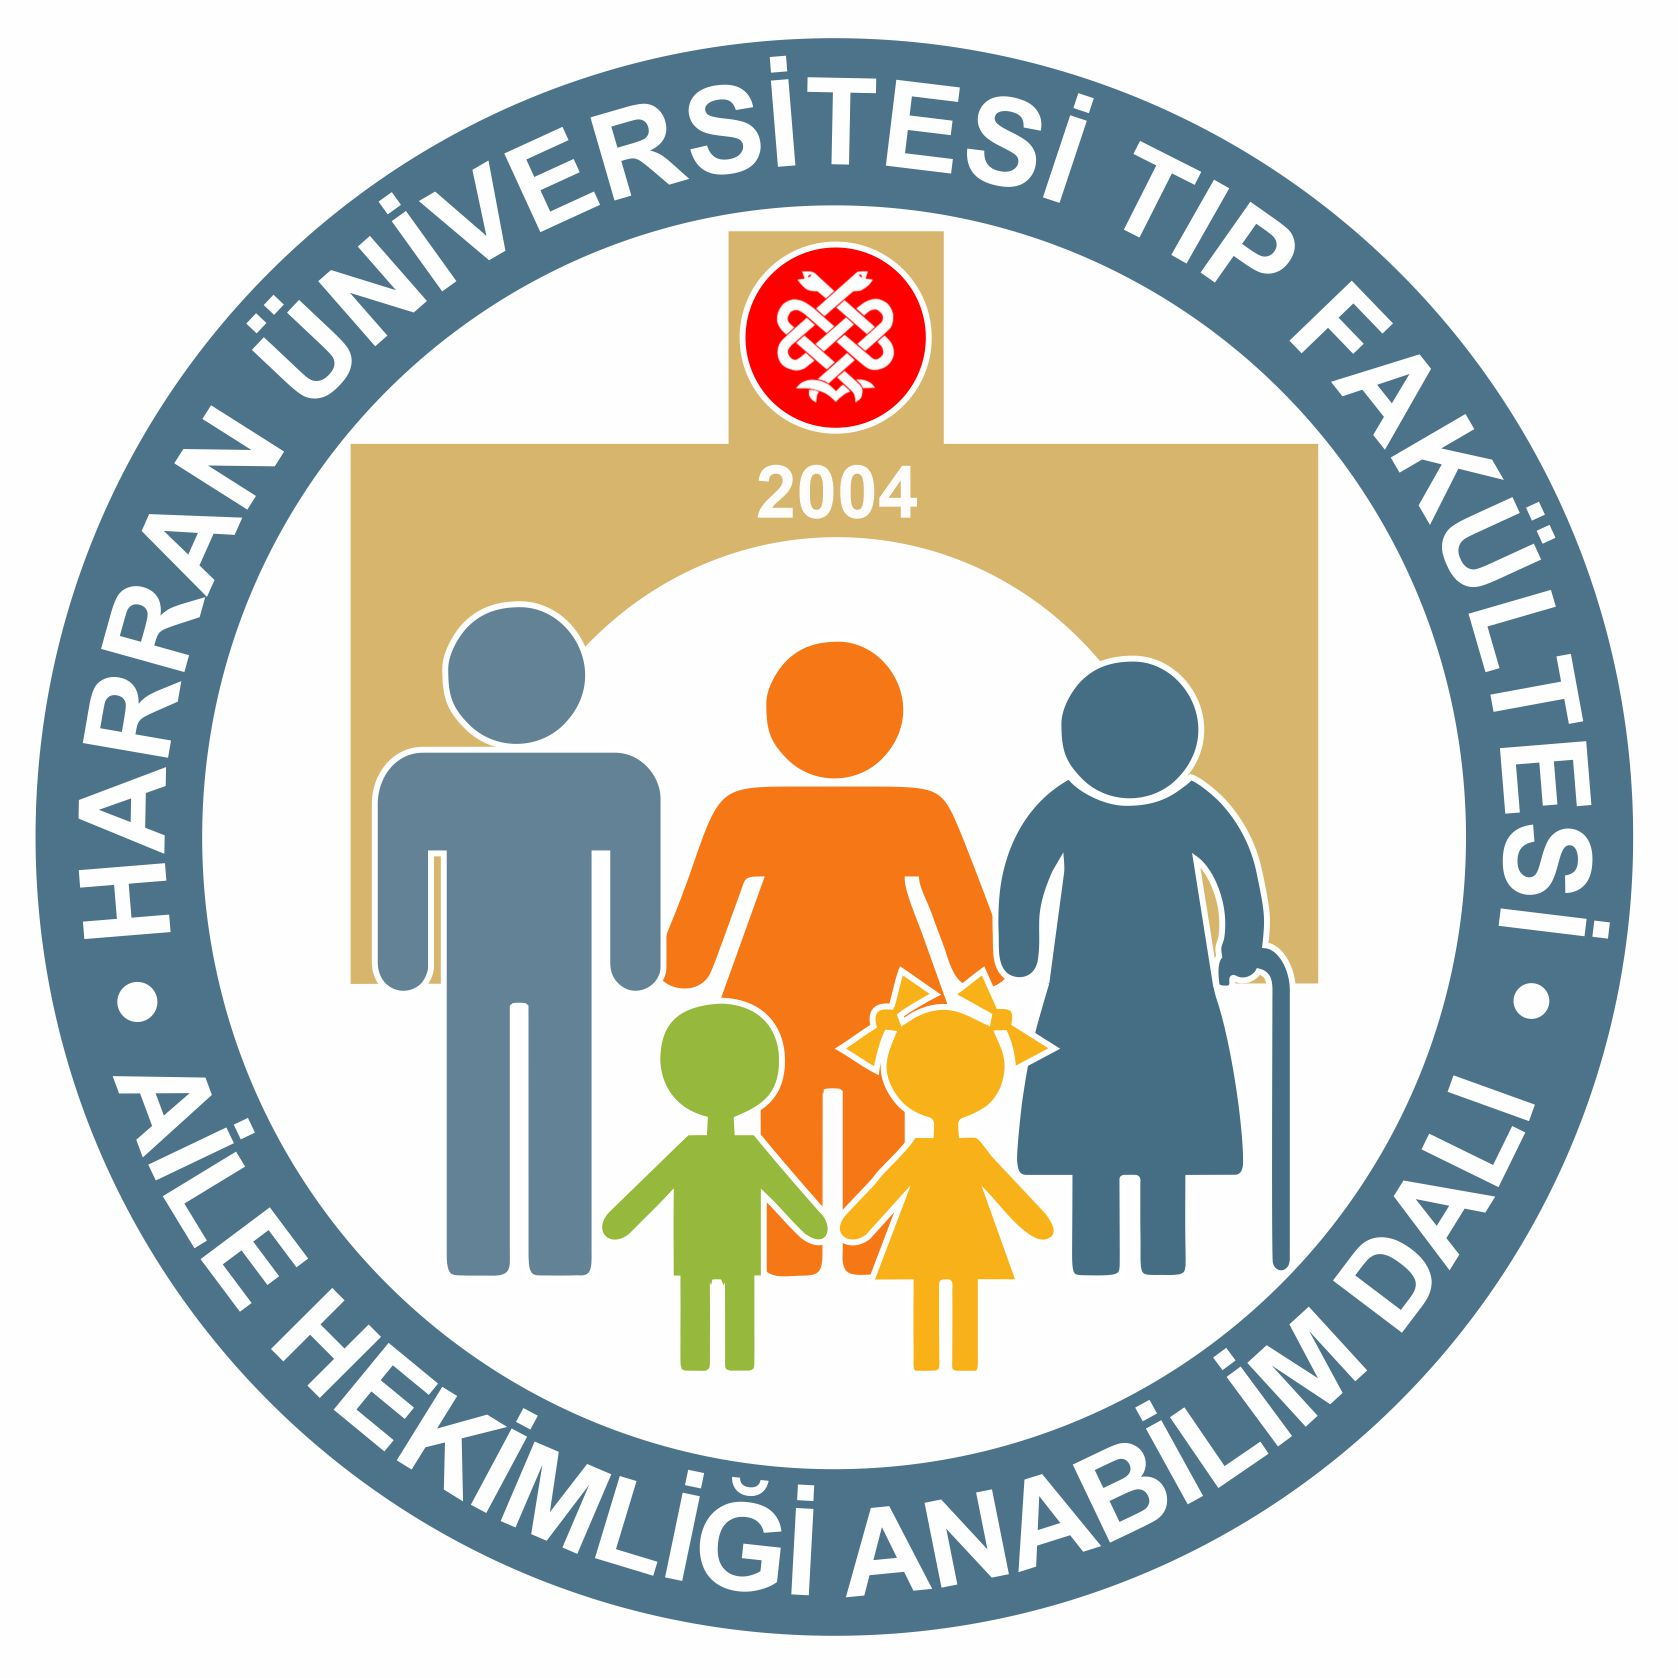 HARRAN ÜNİVERSİTESİ TIP FAKÜLTESİ
2004
• AİLE HEKİMLİĞİ ANABİLİM DALI •